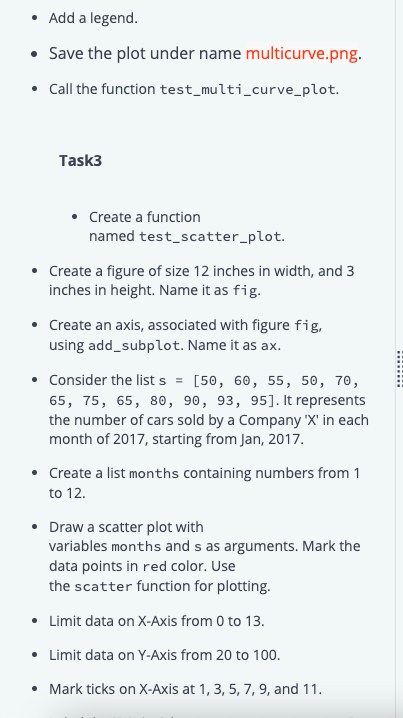 Add a legend.
Save the plot under name multicurve.png.
Call the function test_multi_curve_plot.
Task3
Create a function
named test_scatter_plot.
Create a figure of size 12 inches in width, and 3
inches in height. Name it as fig.
Create an axis, associated with figure fig,
using add_subplot. Name it as ax.
Consider the list s = [50, 60, 55, 50, 70,
65, 75, 65, 80, 90, 93, 95]. It represents
the number of cars sold by a Company 'X' in each
month of 2017, starting from Jan, 2017.
Create a list months containing numbers from 1
to 12.
Draw a scatter plot with
variables months and s as arguments. Mark the
data points in red color. Use
the scatter function for plotting.
Limit data on X-Axis from 0 to 13.
Limit data on Y-Axis from 20 to 100.
Mark ticks on X-Axis at 1, 3, 5, 7, 9, and 11.